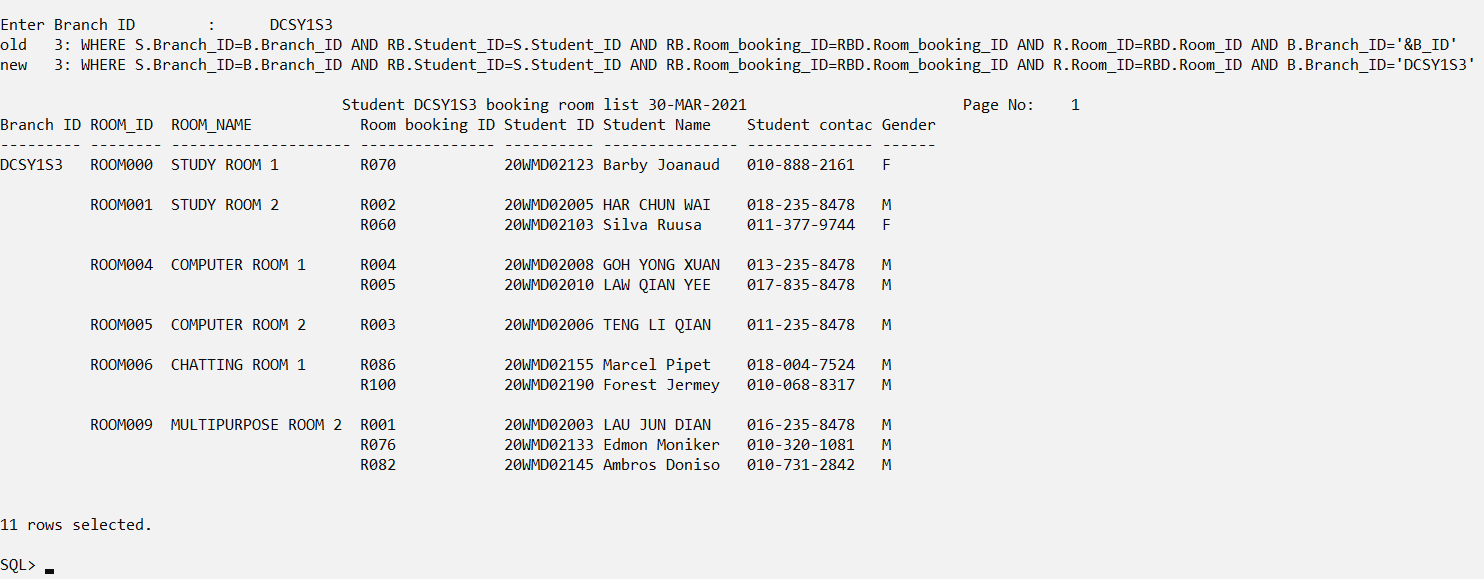 Enter Branch ID        :      DCSY1S3
old   3: WHERE S.Branch_ID=B.Branch_ID AND RB.Student_ID=S.Student_ID AND RB.Room_booking_ID=RBD.Room_booking_ID AND R.Room_ID=RBD.Room_ID AND B.Branch_ID='&B_ID'
new   3: WHERE S.Branch_ID=B.Branch_ID AND RB.Student_ID=S.Student_ID AND RB.Room_booking_ID=RBD.Room_booking_ID AND R.Room_ID=RBD.Room_ID AND B.Branch_ID='DCSY1S3'
                                      Student DCSY1S3 booking room list 30-MAR-2021                        Page No:    1
Branch ID ROOM_ID  ROOM_NAME            Room booking ID Student ID Student Name    Student contac Gender
--------- -------- -------------------- --------------- ---------- --------------- -------------- ------
DCSY1S3   ROOM000  STUDY ROOM 1         R070            20WMD02123 Barby Joanaud   010-888-2161   F
          ROOM001  STUDY ROOM 2         R002            20WMD02005 HAR CHUN WAI    018-235-8478   M
                                        R060            20WMD02103 Silva Ruusa     011-377-9744   F
          ROOM004  COMPUTER ROOM 1      R004            20WMD02008 GOH YONG XUAN   013-235-8478   M
                                        R005            20WMD02010 LAW QIAN YEE    017-835-8478   M
          ROOM005  COMPUTER ROOM 2      R003            20WMD02006 TENG LI QIAN    011-235-8478   M
          ROOM006  CHATTING ROOM 1      R086            20WMD02155 Marcel Pipet    018-004-7524   M
                                        R100            20WMD02190 Forest Jermey   010-068-8317   M
          ROOM009  MULTIPURPOSE ROOM 2  R001            20WMD02003 LAU JUN DIAN    016-235-8478   M
                                        R076            20WMD02133 Edmon Moniker   010-320-1081   M
                                        R082            20WMD02145 Ambros Doniso   010-731-2842   M
11 rows selected.
SQL>